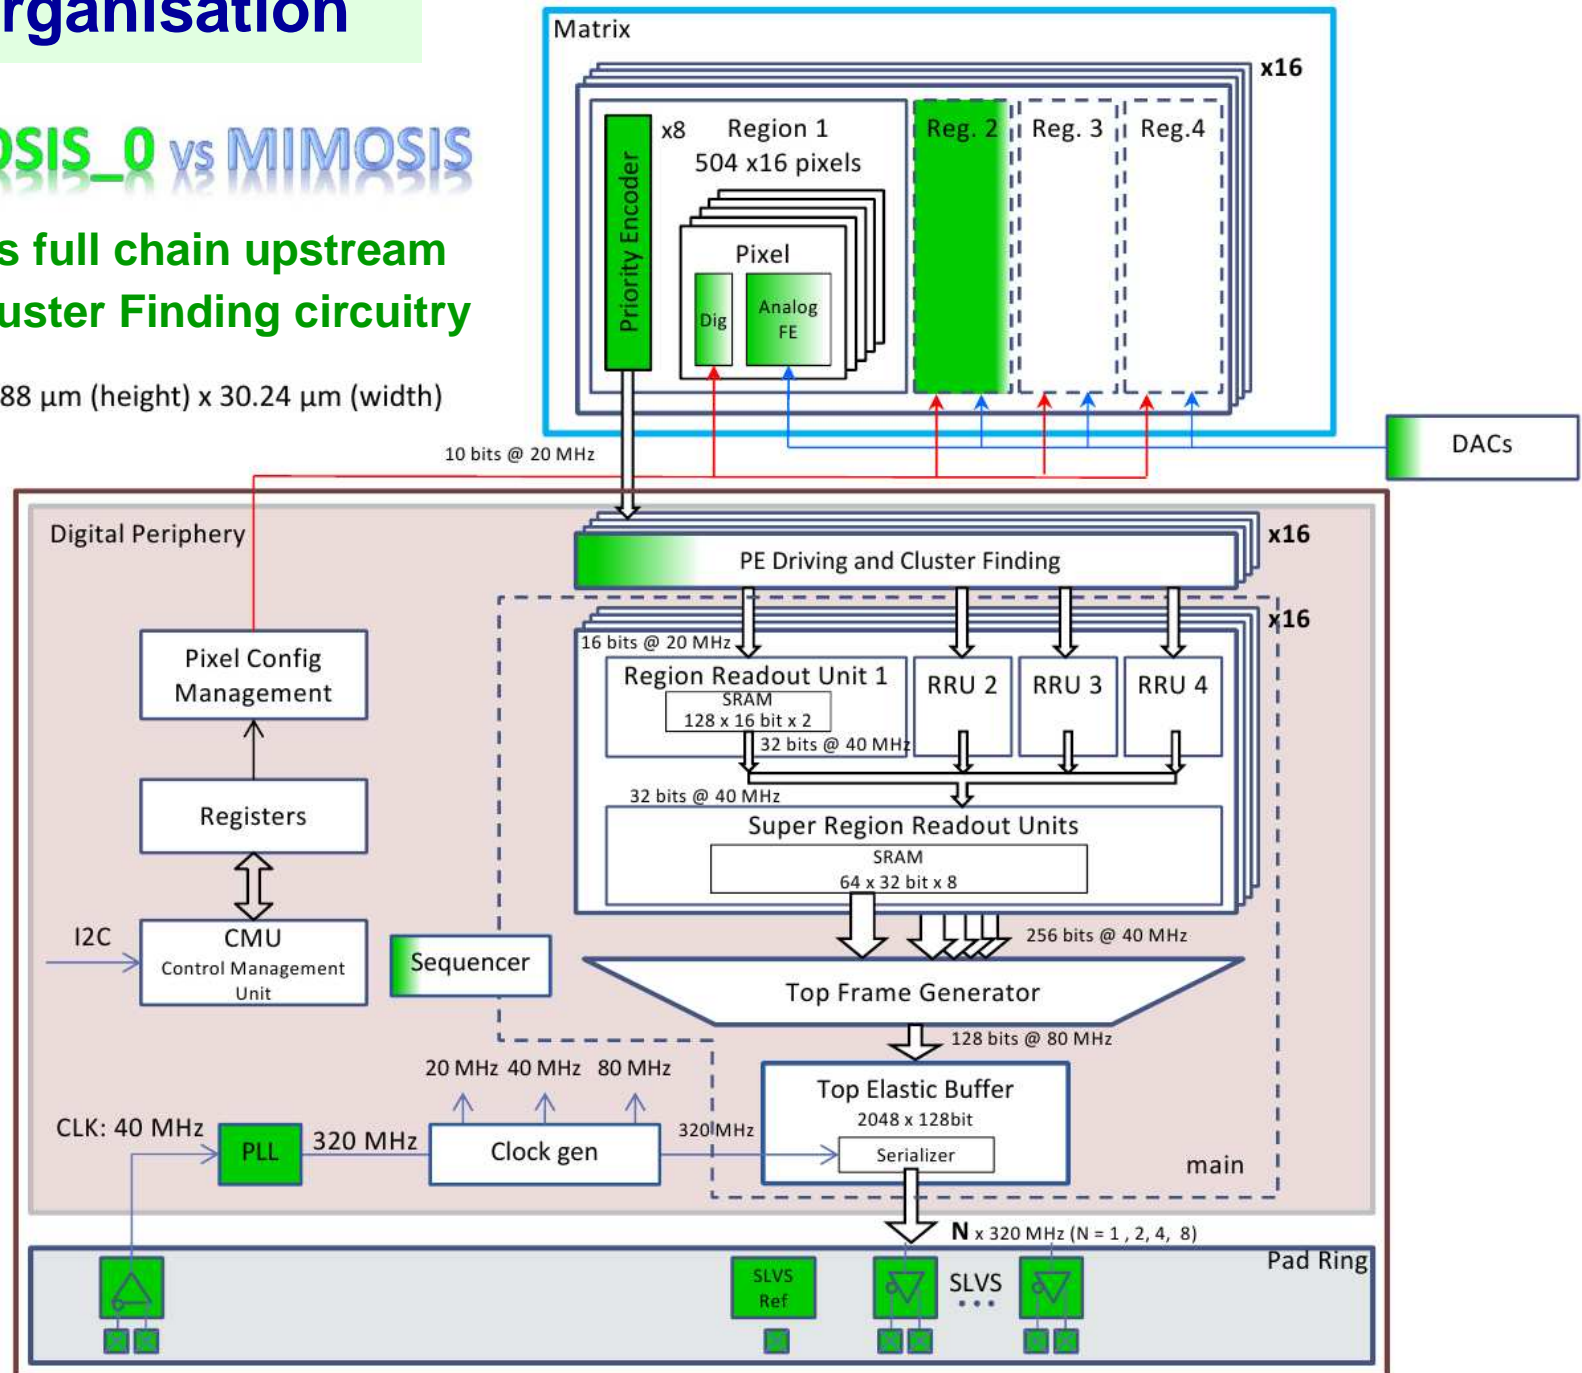 rganisation
OSIS_0 vs MIMOSIS
s full chain upstream
uster Finding circuitry
88 µm (height) x 30.24 µm (width)
Matrix
x16
Priority Encoder
x8
Region 1
504 x16 pixels
Pixel
Dig
Analog
FE
Reg. 2
Reg. 3
Reg.4
DACs
10 bits @ 20 MHz
Digital Periphery
PE Driving and Cluster Finding
x16
x16
16 bits @ 20 MHz
Region Readout Unit 1
SRAM
128 x 16 bit x 2
RRU 2
RRU 3
RRU 4
32 bits @ 40 MHz
32 bits @ 40 MHz
Super Region Readout Units
SRAM
64 x 32 bit x 8
256 bits @ 40 MHz
Pixel Config
Management
Registers
I2C
CMU
Control Management
Unit
Sequencer
Top Frame Generator
128 bits @ 80 MHz
20 MHz 40 MHz 80 MHz
Top Elastic Buffer
2048 x 128bit
Serializer
CLK: 40 MHz
PLL
320 MHz
Clock gen
320 MHz
main
N x 320 MHz (N = 1 , 2, 4, 8)
Pad Ring
SLVS
Ref
SLVS
...